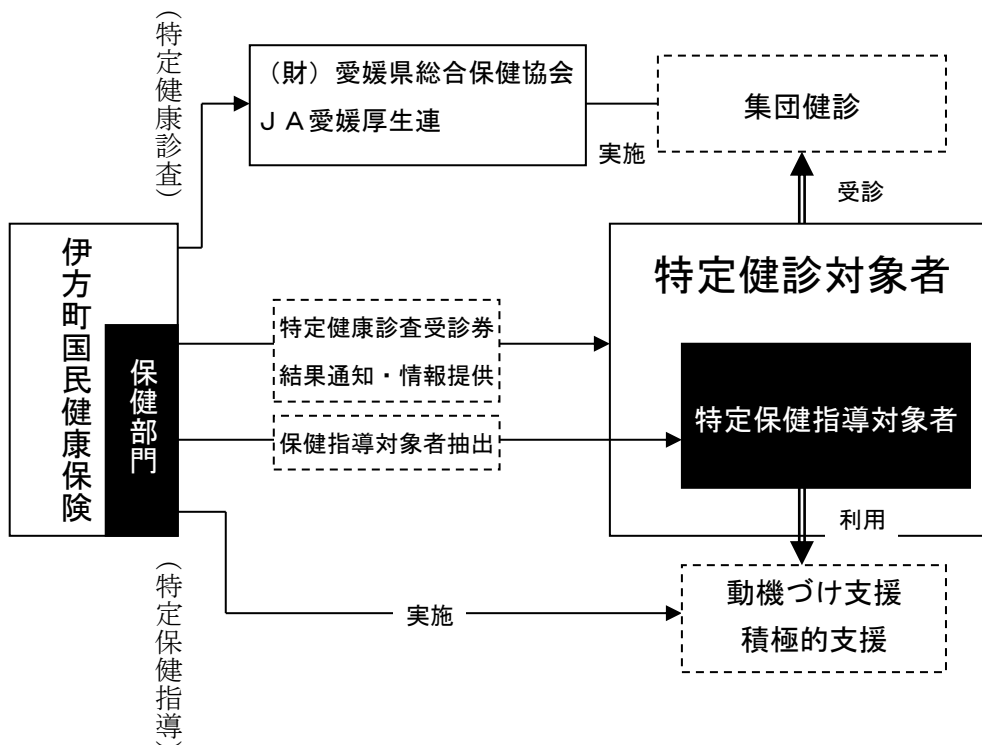 （特定健康診査）
（財）愛媛県総合保健協会
ＪＡ愛媛厚生連
実施
集団健診
受診
伊方町国民健康保険
保健部門
特定健康診査受診券
結果通知・情報提供
保健指導対象者抽出
特定健診対象者
特定保健指導対象者
利用
（特定保健指導）
実施
動機づけ支援
積極的支援